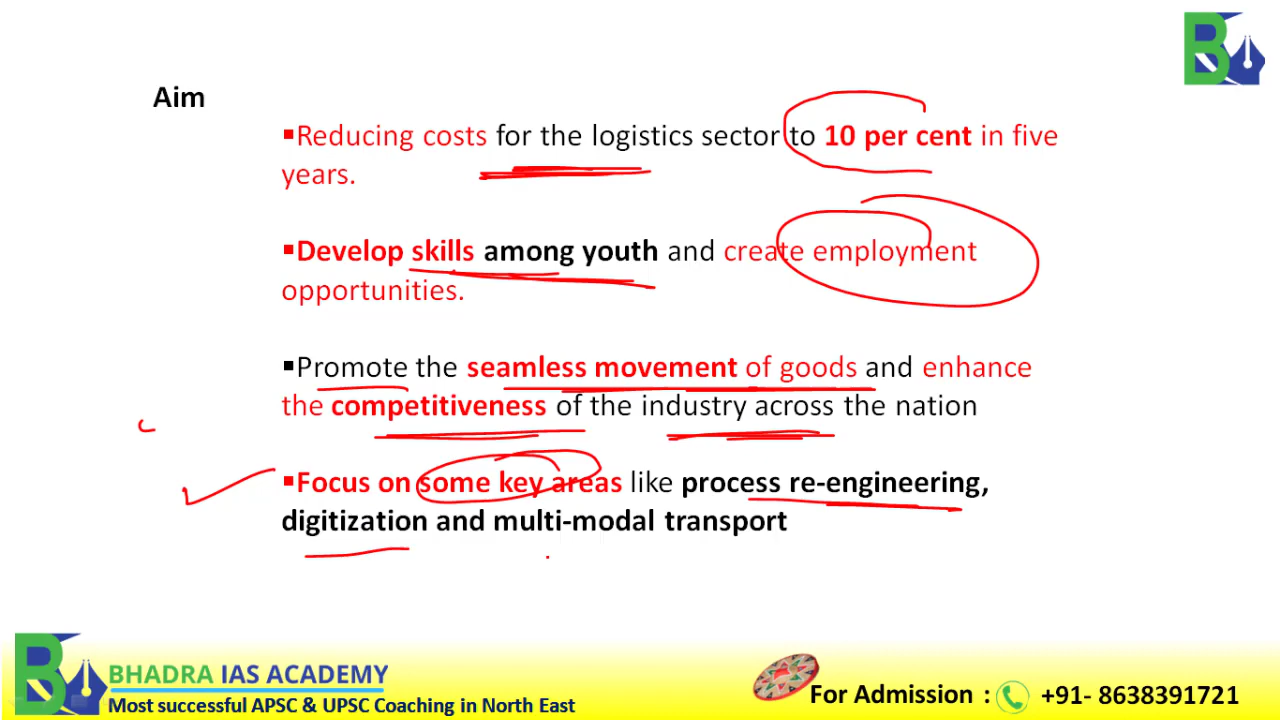 Aim
▪Reducing costs for the logistics sector to 10 per cent in five
years.
▪Develop skills among youth and create employment
opportunities.
▪Promote the seamless movement of goods and enhance
the competitiveness of the industry across the nation
▪Focus on some key areas like process re-engineering,
digitization and multi-modal transport
BHADRA IAS ACADEMY
Most successful APSC & UPSC Coaching in North East
For Admission : +91- 8638391721